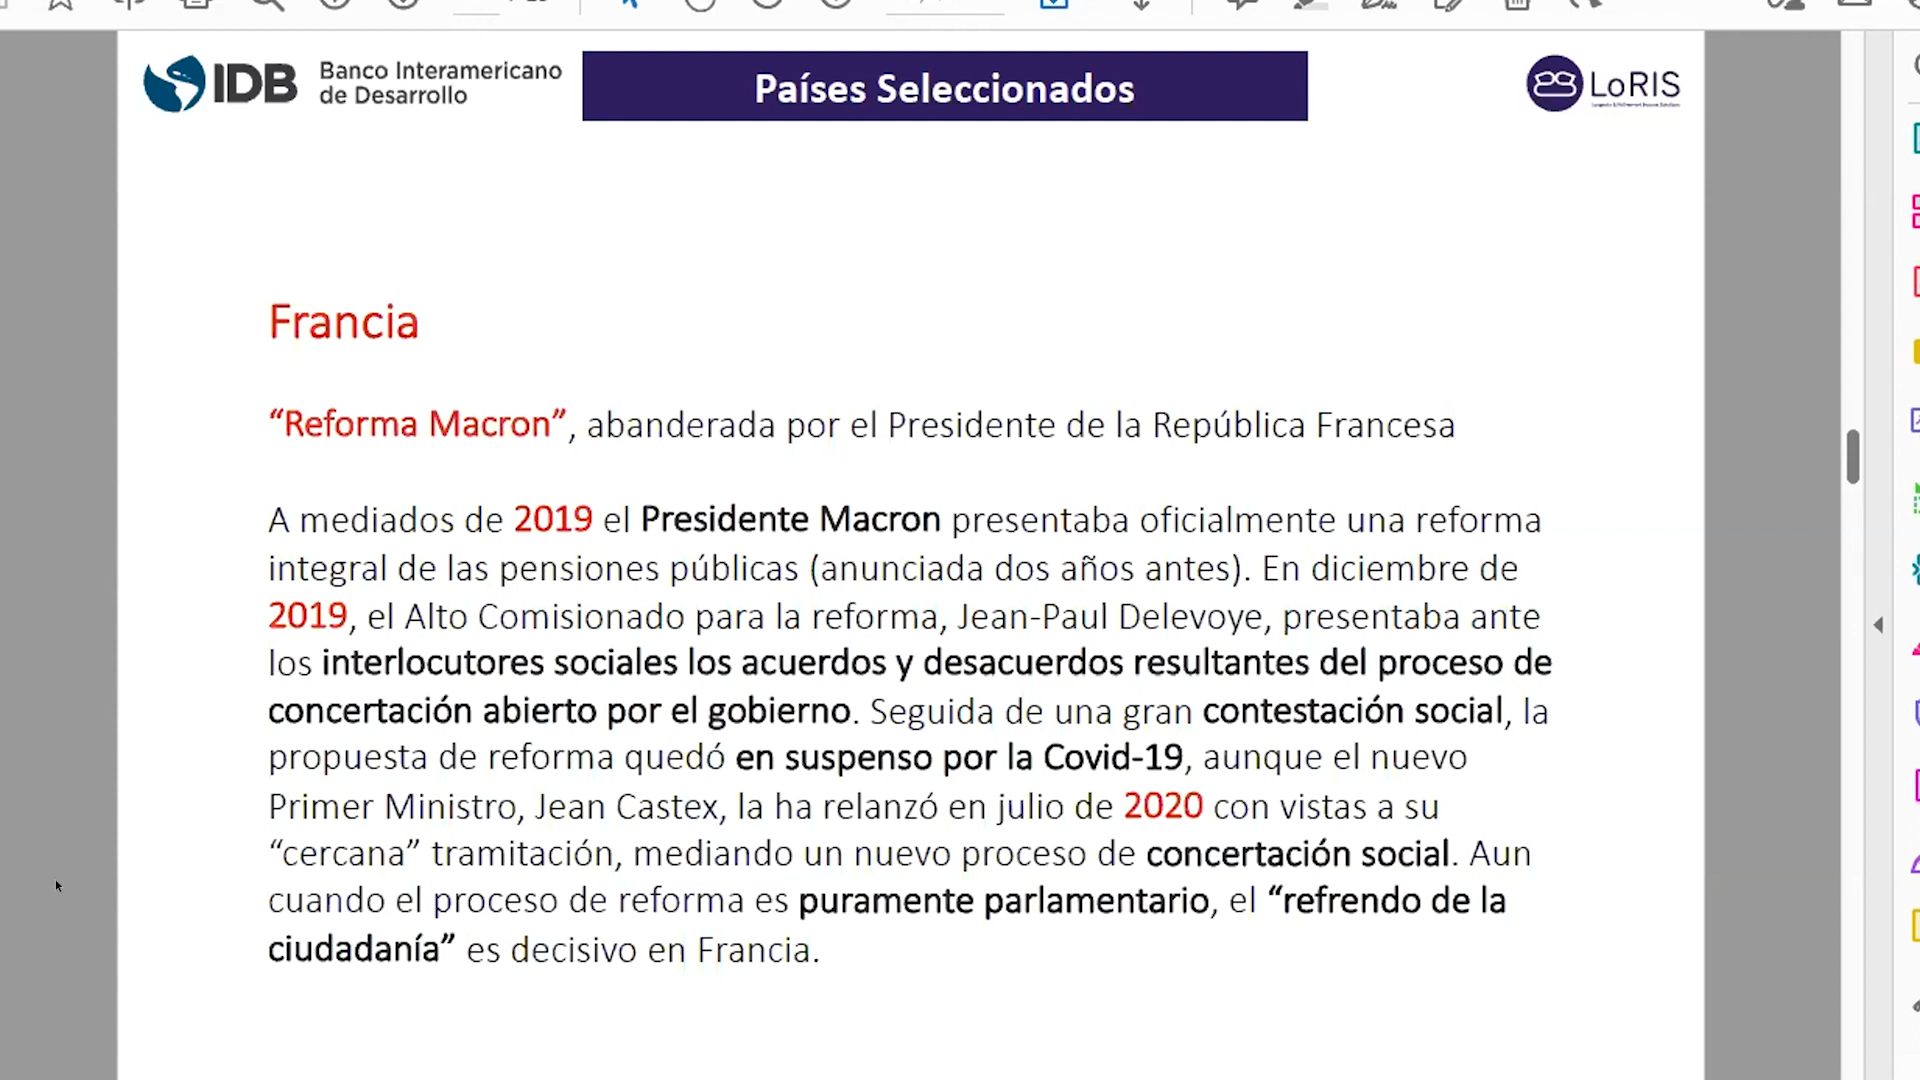 IDB
Banco Interamericano
de Desarrollo
Países Seleccionados
LoRIS
Francia
“Reforma Macron”, abanderada por el Presidente de la República Francesa
A mediados de 2019 el Presidente Macron presentaba oficialmente una reforma
integral de las pensiones públicas (anunciada dos años antes). En diciembre de
2019, el Alto Comisionado para la reforma, Jean-Paul Delevoye, presentaba ante
los interlocutores sociales los acuerdos y desacuerdos resultantes del proceso de
concertación abierto por el gobierno. Seguida de una gran contestación social, la
propuesta de reforma quedó en suspenso por la Covid-19, aunque el nuevo
Primer Ministro, Jean Castex, la ha relanzó en julio de 2020 con vistas a su
“cercana” tramitación, mediando un nuevo proceso de concertación social. Aun
cuando el proceso de reforma es puramente parlamentario, el “refrendo de la
ciudadanía” es decisivo en Francia.